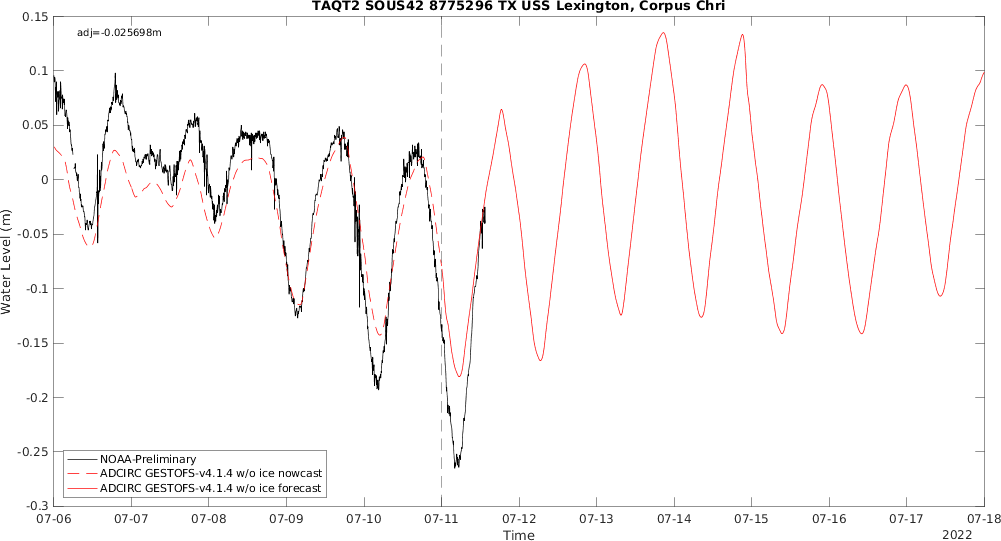 TAQT2 SOUS42 8775296 TX USS Lexington, Corpus Chri
adj=-0.025698m
0.15
0.1
0.05
0
-0.05
-0.1
-0.15
-0.2
-0.25
-0.3
Water Level (m)
NOAA-Preliminary
ADCIRC GESTOFS-v4.1.4 w/o ice nowcast
ADCIRC GESTOFS-v4.1.4 w/o ice forecast
07-06 07-07 07-08 07-09 07-10 07-11 07-12 07-13 07-14 07-15 07-16 07-17 07-18
Time
2022